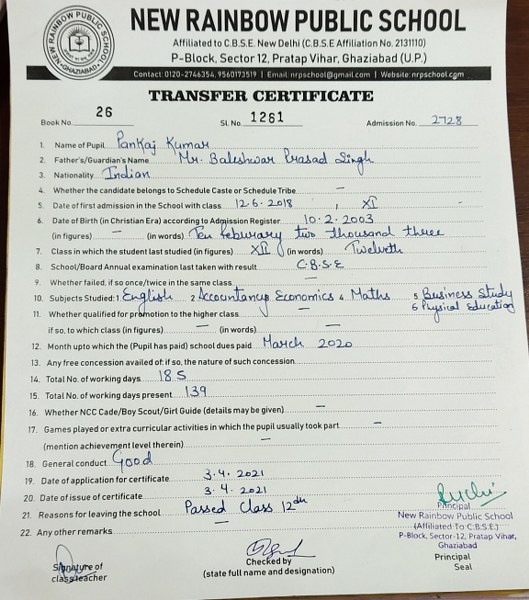 NEW RAINBOW PUBLIC SCHOOL
Affiliated to C.B.S.E. New Delhi (C.B.S.E Affiliation No. 2131110)
P-Block, Sector 12, Pratap Vihar, Ghaziabad (U.P.)
Contact: 0120-2746354, 9560173519 | Email: nrpschool@gmail.com | Website: nrpschool.com
NEW RAINBOW PUBLIC SCHOOL
GHAZIABAD
TRANSFER CERTIFICATE
Book No. 26 Sl. No. 1261 Admission No. 2728
1. Name of Pupil Pankaj Kumar
2. Father's/Guardian's Name Mr. Baleshwar Prasad Singh
3. Nationality Indian
4. Whether the candidate belongs to Schedule Caste or Schedule Tribe —
5. Date of first admission in the School with class 12-6-2018, XI
6. Date of Birth (in Christian Era) according to Admission Register 10-2-2003
(in figures) — (in words) Ten Feburary two thousand three
7. Class in which the student last studied (in figures) XII (in words) Twelveth
8. School/Board Annual examination last taken with result C.B.S.E
9. Whether failed, if so once/twice in the same class —
10. Subjects Studied: 1 English 2 Accountancy Economics 4 Maths 5 Business Study
6 Physical Education
11. Whether qualified for promotion to the higher class —
if so, to which class (in figures) — (in words) —
12. Month upto which the (Pupil has paid) school dues paid March 2020
13. Any free concession availed of; if so, the nature of such concession
14. Total No. of working days 185
15. Total No. of working days present 139
16. Whether NCC Cade/Boy Scout/Girl Guide (details may be given) —
17. Games played or extra curricular activities in which the pupil usually took part —
(mention achievement level therein) —
18. General conduct Good
19. Date of application for certificate 3.4.2021
20. Date of issue of certificate 3.4.2021
21. Reasons for leaving the school Passed Class 12th
22. Any other remarks —
Principal
New Rainbow Public School
(Affiliated To C.B.S.E.)
P-Block, Sector-12, Pratap Vihar,
Ghaziabad
Signature of
class teacher
Checked by
(state full name and designation)
Principal
Seal